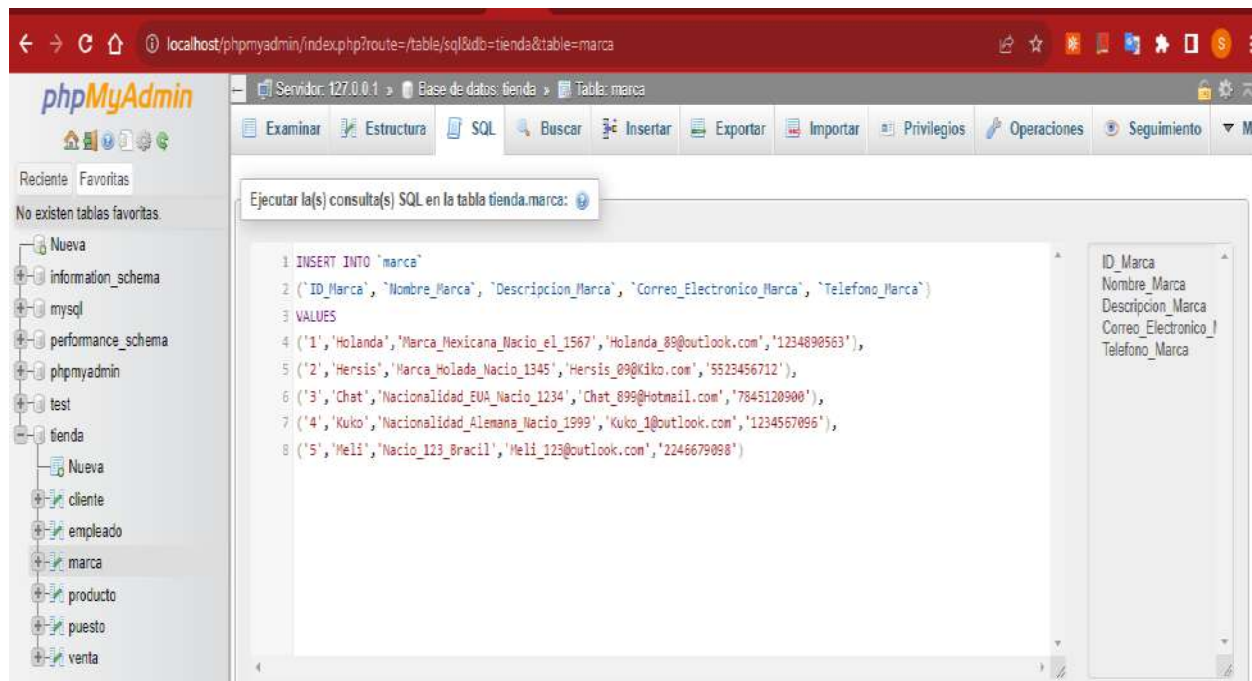 localhost/phpmyadmin/index.php?route=/table/sql&db=tienda&table=marca
S
phpMyAdmin
Servidor: 127.0.0.1 » Base de datos: tienda » Tabla: marca
Examinar Estructura SQL Buscar Insertar Exportar Importar Privilegios Operaciones Seguimiento M
Reciente Favoritas
No existen tablas favoritas.
Nueva
information_schema
mysql
performance_schema
phpmyadmin
test
tienda
Nueva
cliente
empleado
marca
producto
puesto
venta
Ejecutar la(s) consulta(s) SQL en la tabla tienda.marca:
1 INSERT INTO `marca`
2 (`ID_Marca`, `Nombre_Marca`, `Descripcion_Marca`, `Correo_Electronico_Marca`, `Telefono_Marca`)
3 VALUES
4 ('1','Holanda','Marca_Mexicana_Nacio_el_1567','Holanda_89@outlook.com','1234890563'),
5 ('2','Hersis','Marca_Holada_Nacio_1345','Hersis_09@Kiko.com','5523456712'),
6 ('3','Chat','Nacionalidad_EUA_Nacio_1234','Chat_899@Hotmail.com','7845120900'),
7 ('4','Kuko','Nacionalidad_Alemana_Nacio_1999','Kuko_1@outlook.com','1234567096'),
8 ('5','Meli','Nacio_123_Bracil','Meli_123@outlook.com','2246679098')
ID_Marca
Nombre_Marca
Descripcion_Marca
Correo_Electronico_M
Telefono_Marca